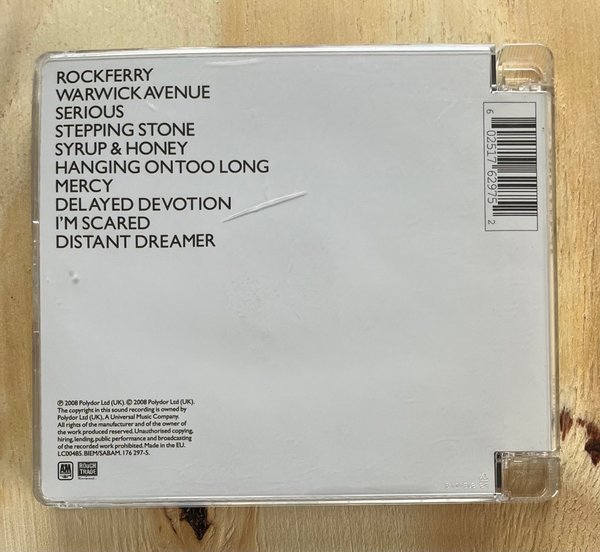 ROCKFERRY
WARWICK AVENUE
SERIOUS
STEPPING STONE
SYRUP & HONEY
HANGING ON TOO LONG
MERCY
DELAYED DEVOTION
I'M SCARED
DISTANT DREAMER
6 02517 62975 2
℗ 2008 Polydor Ltd (UK). © 2008 Polydor Ltd (UK).
The copyright in this sound recording is owned by
Polydor Ltd (UK), A Universal Music Company.
All rights of the manufacturer and of the owner of
the work produced reserved. Unauthorised copying,
hiring, lending, public performance and broadcasting
of the recorded work prohibited. Made in the EU.
LC00485. BIEM/SABAM. 176 297-5.
A&M
ROUGH
TRADE